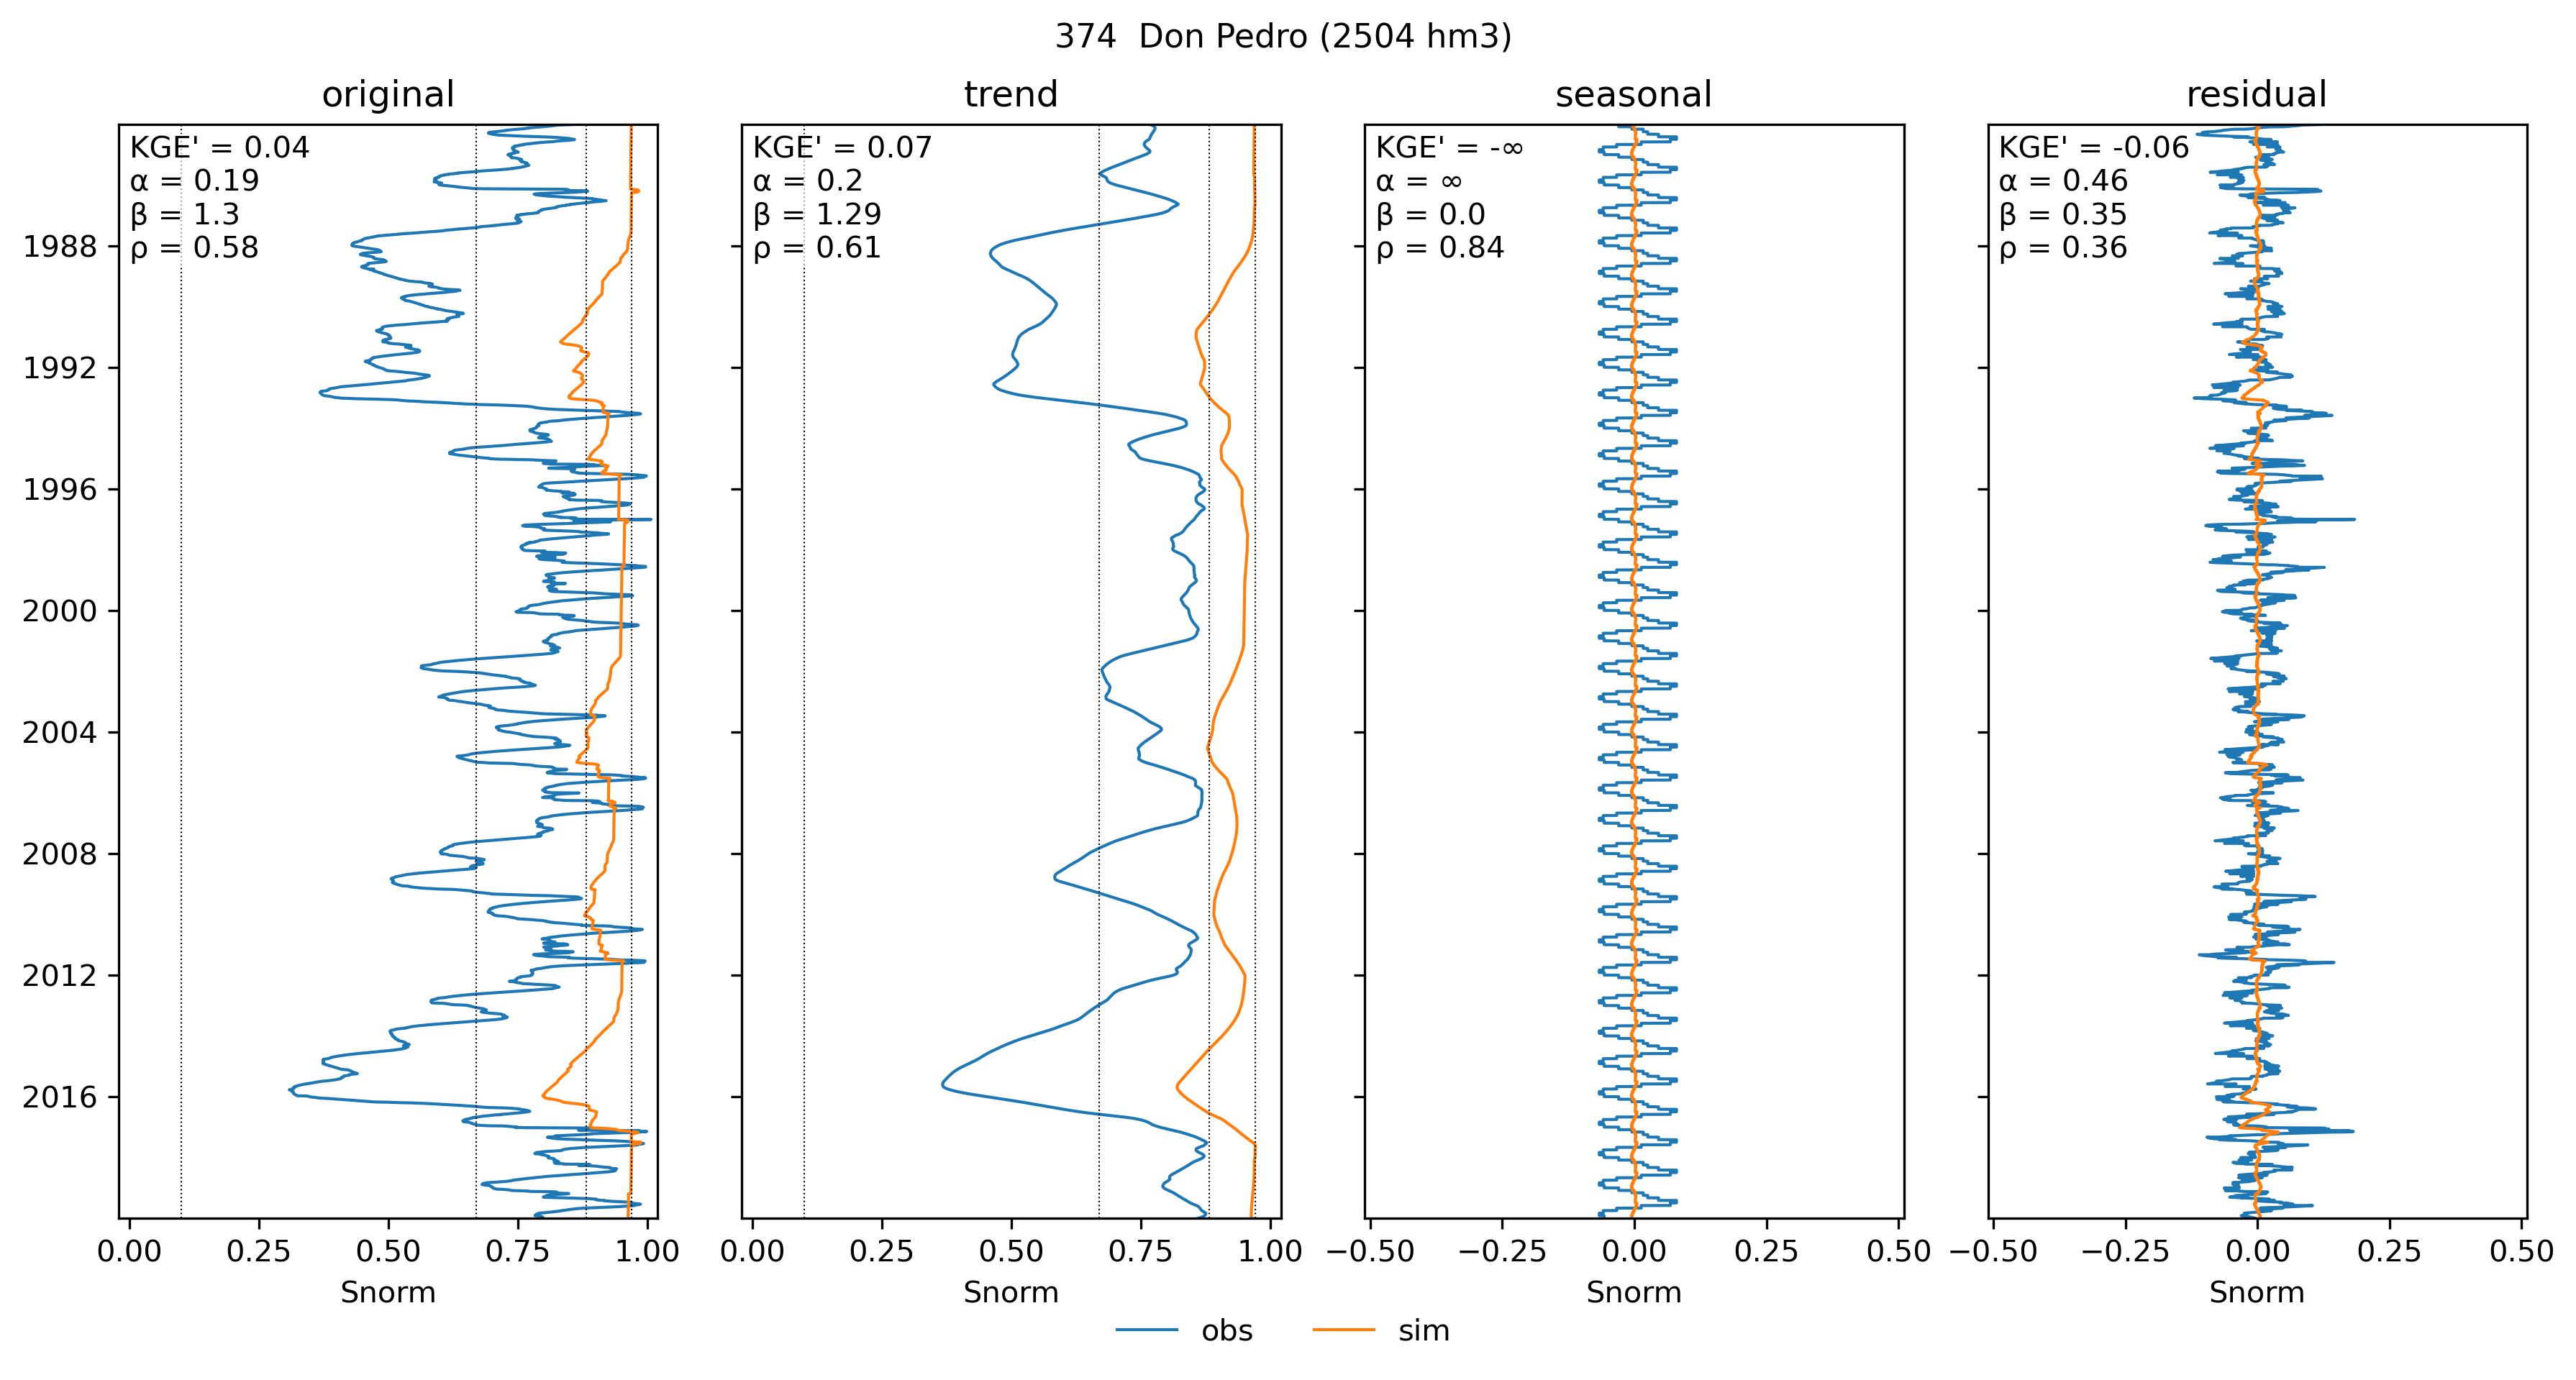 374  Don Pedro (2504 hm3)
original
trend
seasonal
residual
KGE' = 0.04
α = 0.19
β = 1.3
ρ = 0.58
KGE' = 0.07
α = 0.2
β = 1.29
ρ = 0.61
KGE' = -∞
α = ∞
β = 0.0
ρ = 0.84
KGE' = -0.06
α = 0.46
β = 0.35
ρ = 0.36
1988
1992
1996
2000
2004
2008
2012
2016
0.00 0.25 0.50 0.75 1.00
0.00 0.25 0.50 0.75 1.00
−0.50 −0.25 0.00 0.25 0.50
−0.50 −0.25 0.00 0.25 0.50
Snorm
Snorm
Snorm
Snorm
obs
sim